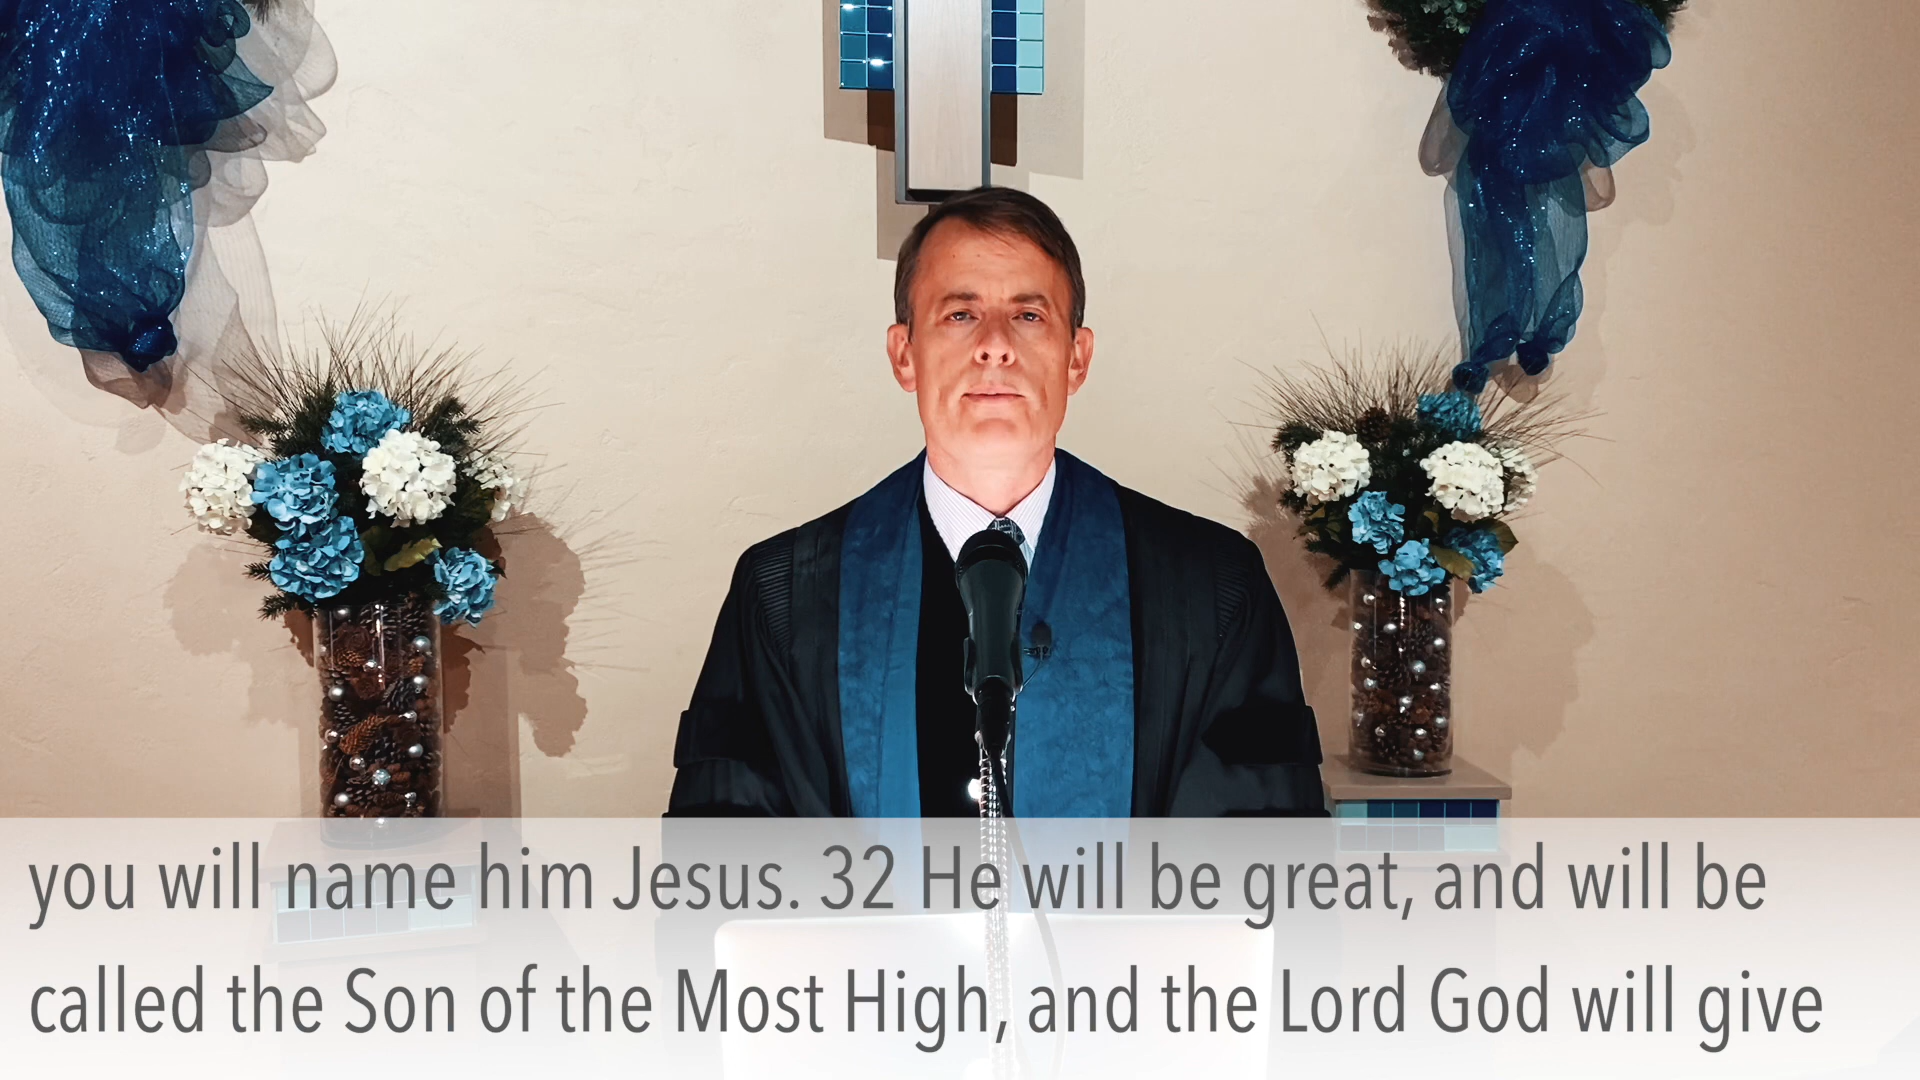 you will name him Jesus. 32 He will be great, and will be
called the Son of the Most High, and the Lord God will give